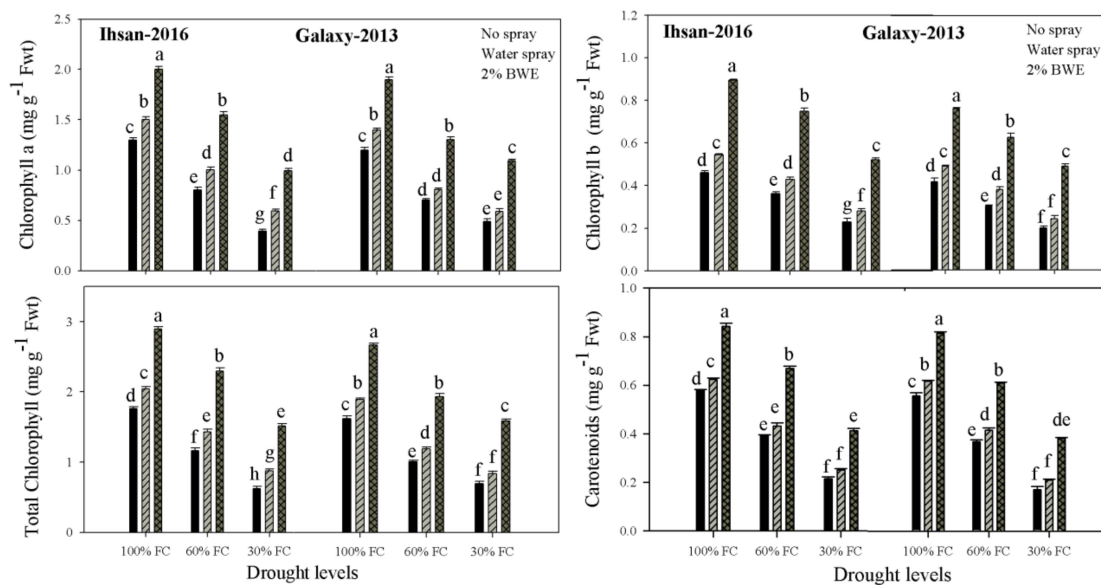 Ihsan-2016 Galaxy-2013 No spray
Water spray
2% BWE
Chlorophyll a (mg g-1 Fwt)
2.5
2.0
1.5
1.0
0.5
0.0
c b a e d b g f d c b a d d b e e c
Ihsan-2016 Galaxy-2013 No spray
Water spray
2% BWE
Chlorophyll b (mg g-1 Fwt)
1.2
1.0
0.8
0.6
0.4
0.2
0.0
d d a e d b g f c d c a e d b f f c
Total Chlorophyll (mg g-1 Fwt)
3
2
1
0
d c a f e b h g e c b a e d b f f c
100% FC 60% FC 30% FC 100% FC 60% FC 30% FC
Drought levels
Carotenoids (mg g-1 Fwt)
1.0
0.8
0.6
0.4
0.2
0.0
d c a e e b f f e c b a e d b f f de
100% FC 60% FC 30% FC 100% FC 60% FC 30% FC
Drought levels